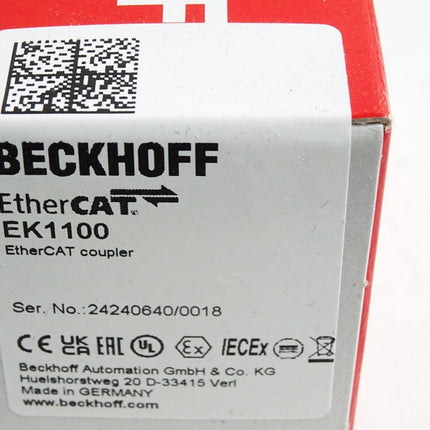 BECKHOFF
EtherCAT®
EK1100
EtherCAT coupler
Ser. No.:24240640/0018
CE UK CA EAC UL Ex IECEx
Beckhoff Automation GmbH & Co. KG
Huelshorstweg 20 D-33415 Verl
Made in GERMANY
www.beckhoff.com